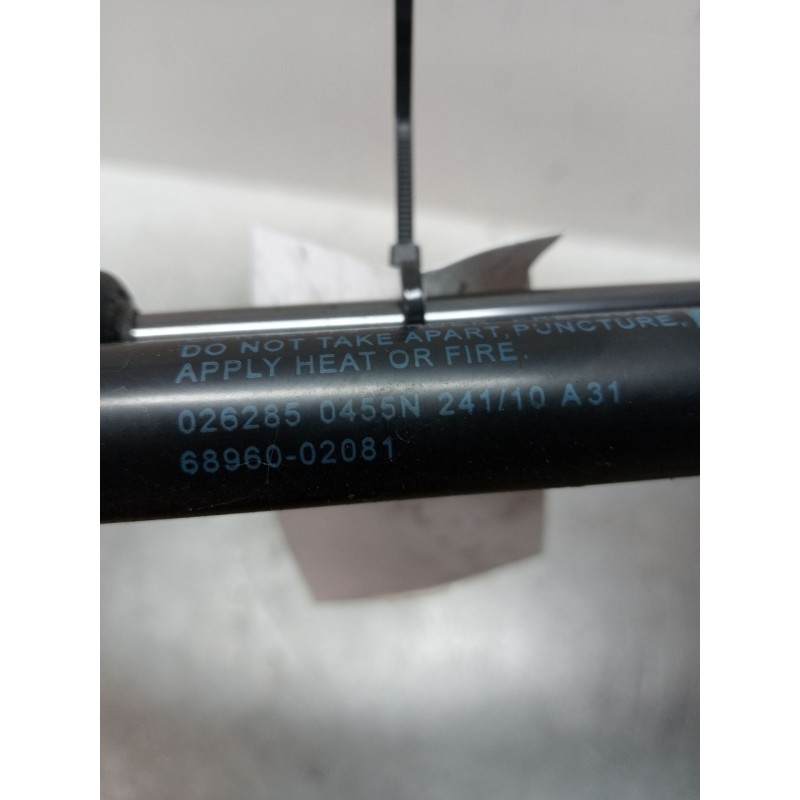 DO NOT TAKE APART, PUNCTURE,
APPLY HEAT OR FIRE.
026285 0455N 241/10 A31
68960-02081